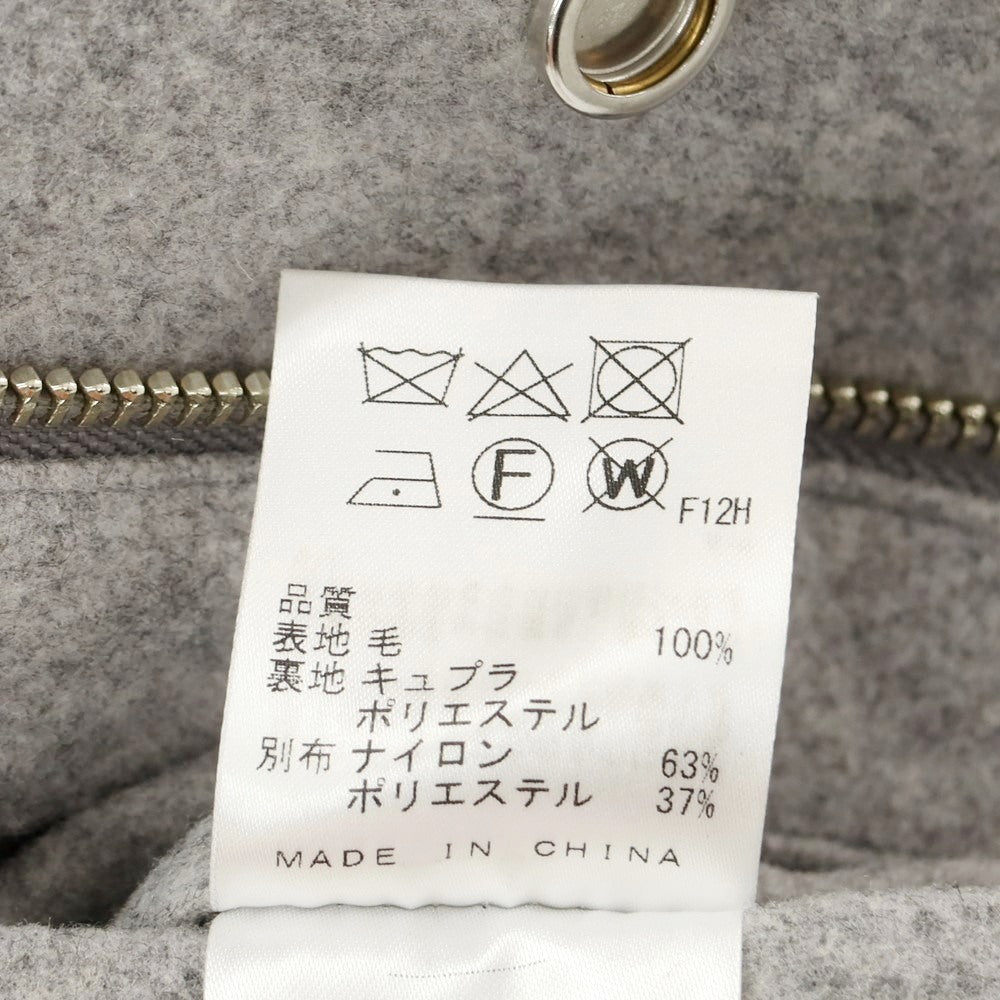 F W F12H
品質
表地 毛 100%
裏地 キュプラ
ポリエステル
別布 ナイロン 63%
ポリエステル 37%
MADE IN CHINA